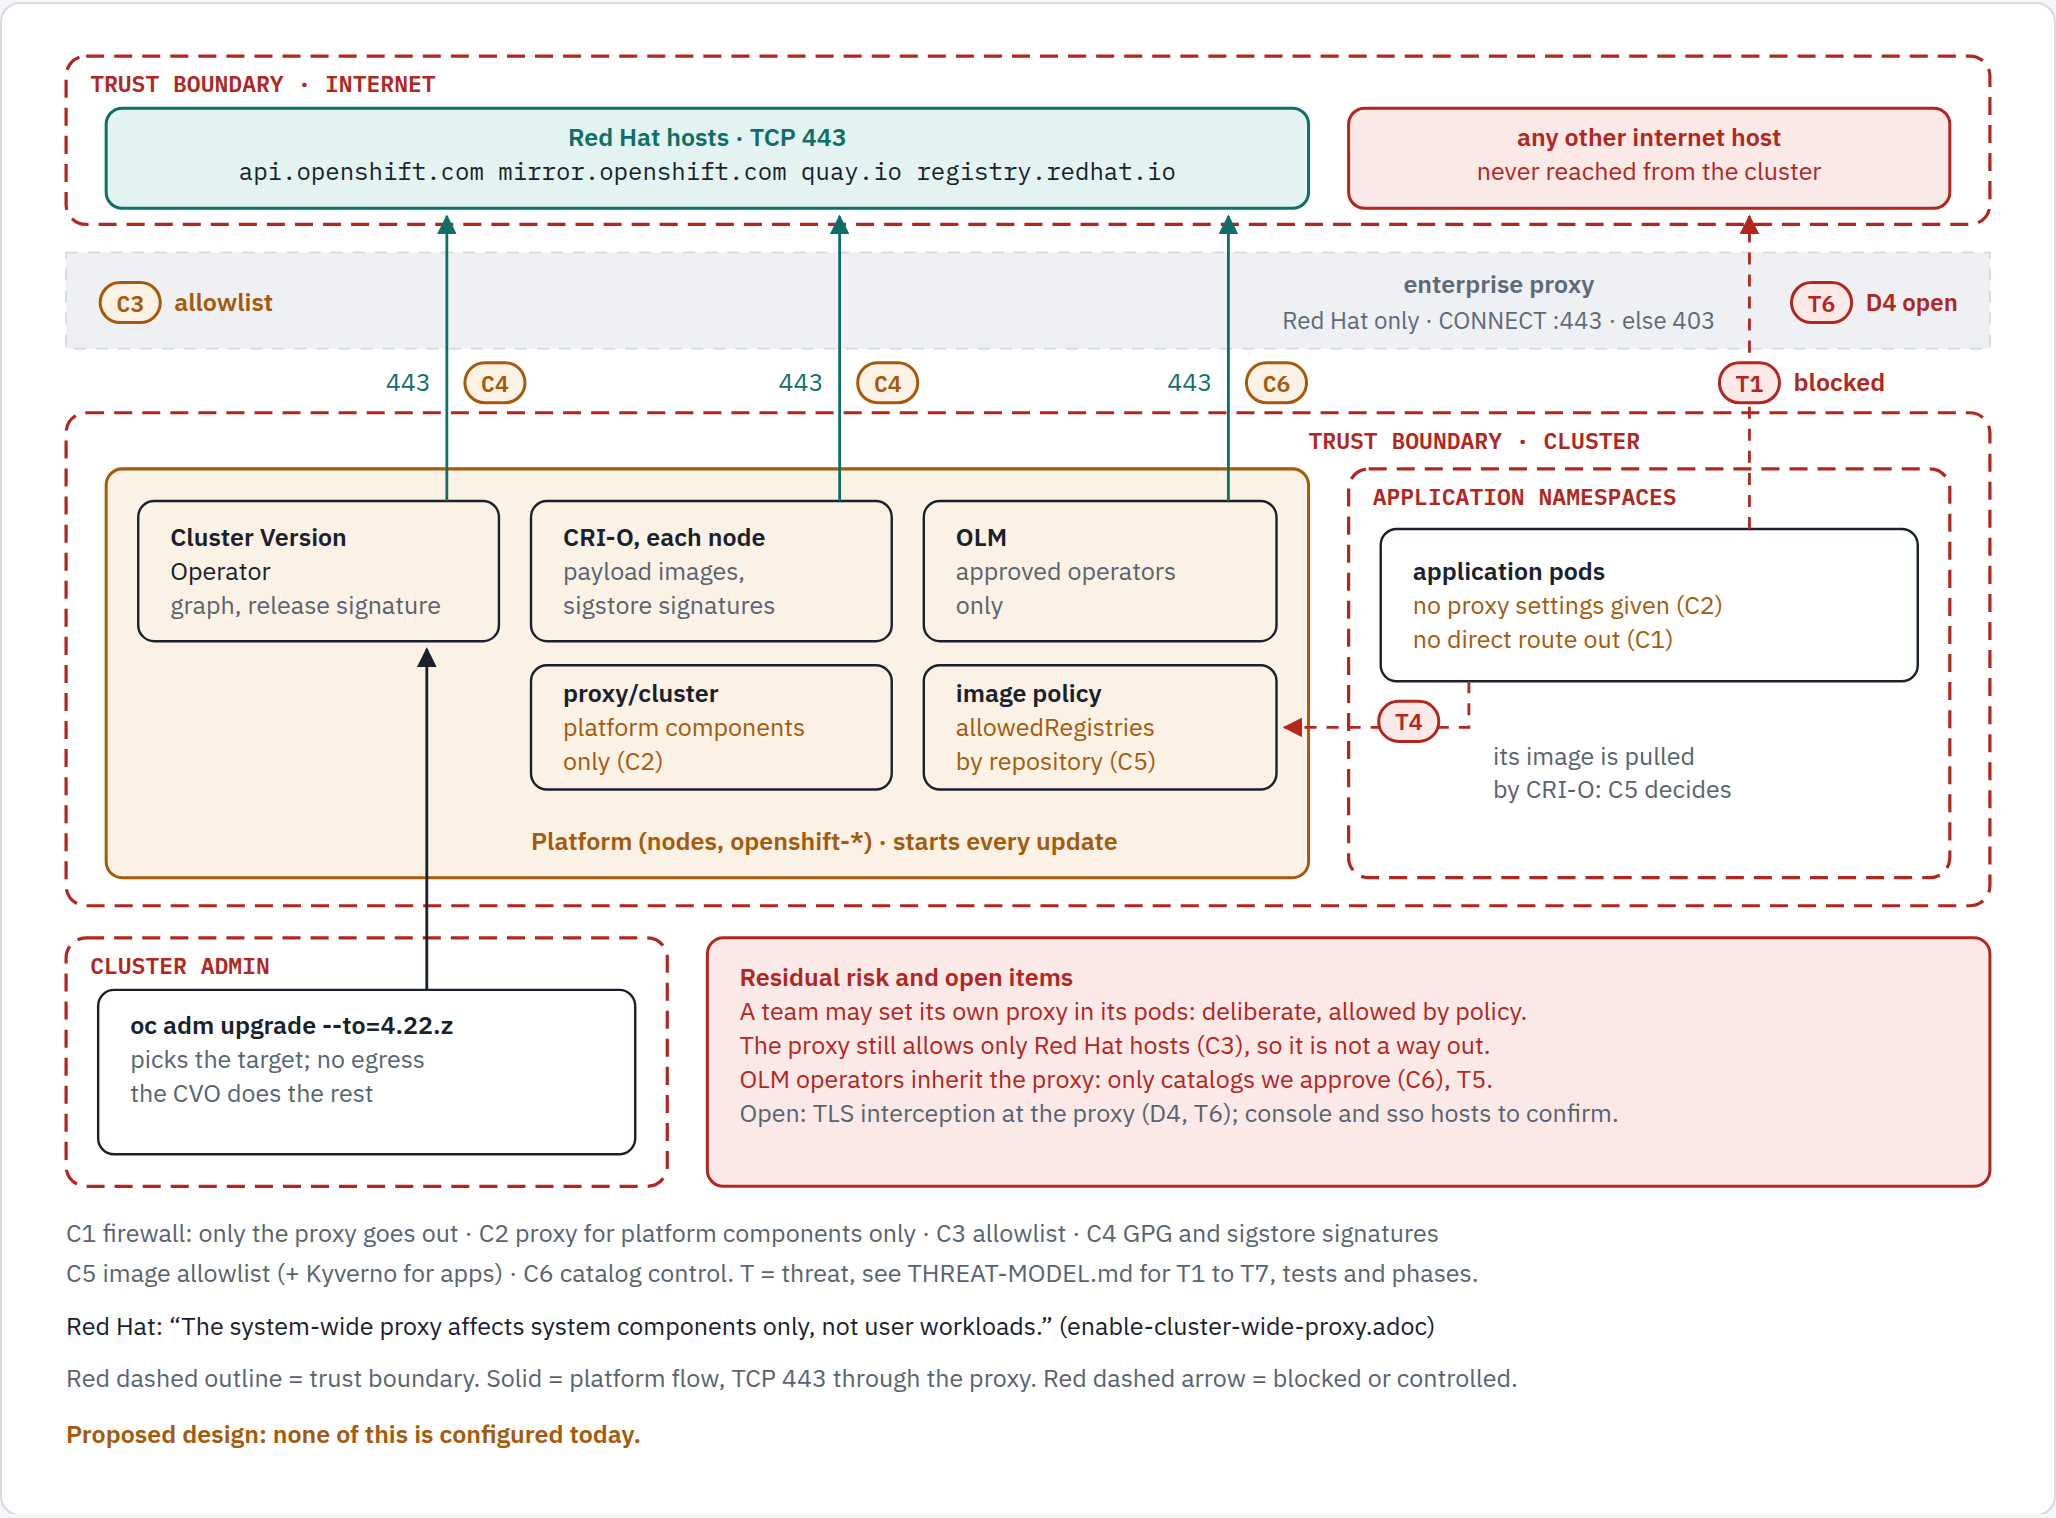 TRUST BOUNDARY · INTERNET
Red Hat hosts · TCP 443
api.openshift.com mirror.openshift.com quay.io registry.redhat.io
any other internet host
never reached from the cluster
C3 allowlist
enterprise proxy
Red Hat only · CONNECT :443 · else 403
T6 D4 open
443 C4
443 C4
443 C6
T1 blocked
TRUST BOUNDARY · CLUSTER
Cluster Version
Operator
graph, release signature
CRI-O, each node
payload images,
sigstore signatures
OLM
approved operators
only
APPLICATION NAMESPACES
application pods
no proxy settings given (C2)
no direct route out (C1)
proxy/cluster
platform components
only (C2)
image policy
allowedRegistries
by repository (C5)
T4
its image is pulled
by CRI-O: C5 decides
Platform (nodes, openshift-*) · starts every update
CLUSTER ADMIN
oc adm upgrade --to=4.22.z
picks the target; no egress
the CVO does the rest
Residual risk and open items
A team may set its own proxy in its pods: deliberate, allowed by policy.
The proxy still allows only Red Hat hosts (C3), so it is not a way out.
OLM operators inherit the proxy: only catalogs we approve (C6), T5.
Open: TLS interception at the proxy (D4, T6); console and sso hosts to confirm.
C1 firewall: only the proxy goes out · C2 proxy for platform components only · C3 allowlist · C4 GPG and sigstore signatures
C5 image allowlist (+ Kyverno for apps) · C6 catalog control. T = threat, see THREAT-MODEL.md for T1 to T7, tests and phases.
Red Hat: “The system-wide proxy affects system components only, not user workloads.” (enable-cluster-wide-proxy.adoc)
Red dashed outline = trust boundary. Solid = platform flow, TCP 443 through the proxy. Red dashed arrow = blocked or controlled.
Proposed design: none of this is configured today.